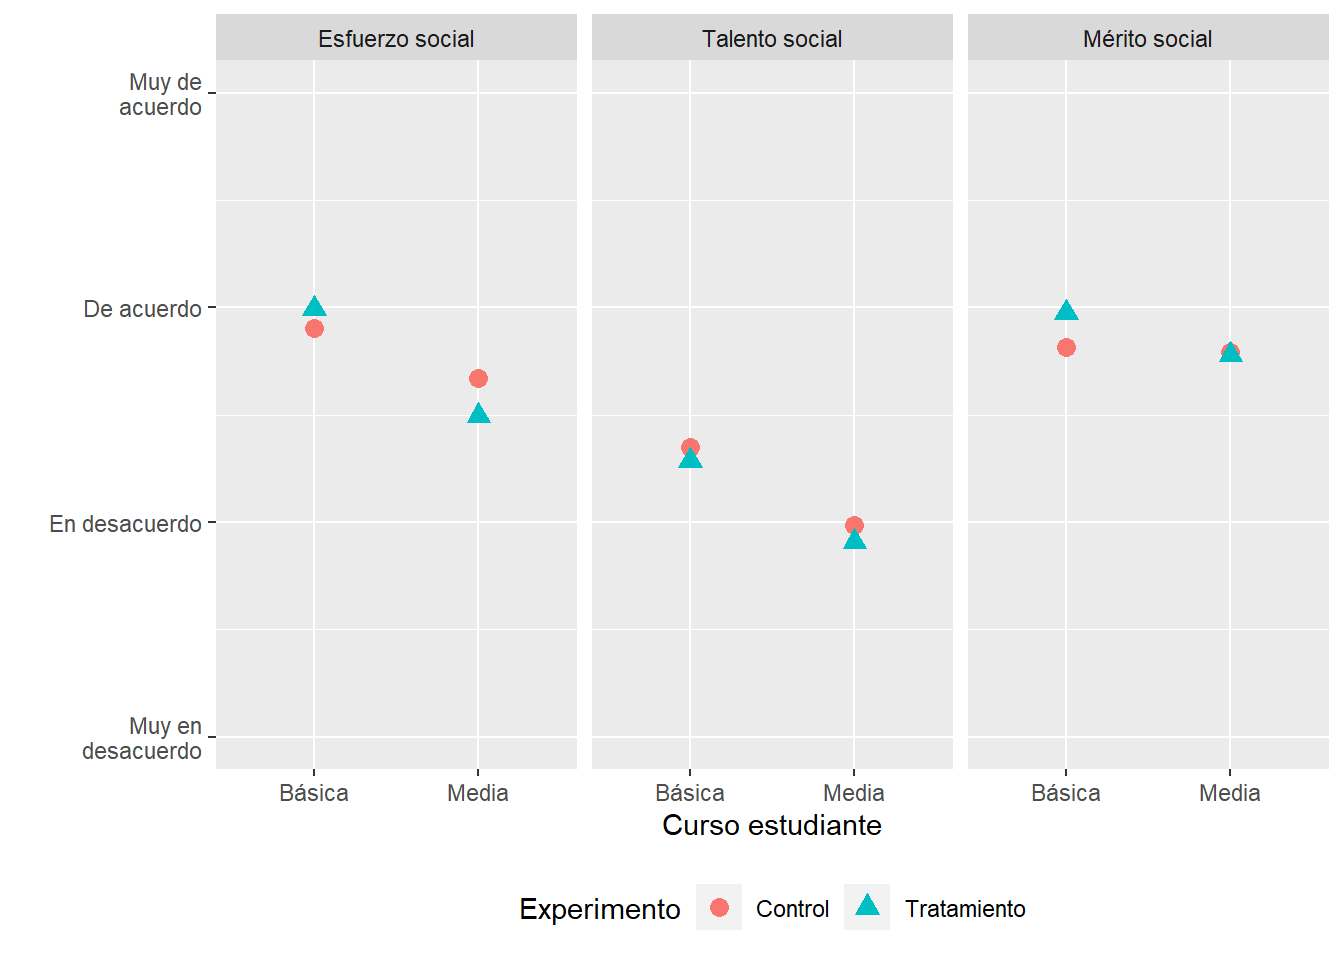 Esfuerzo social
Talento social
Mérito social
Muy de
acuerdo
De acuerdo
En desacuerdo
Muy en
desacuerdo
Básica
Media
Básica
Media
Básica
Media
Curso estudiante
Experimento
Control
Tratamiento